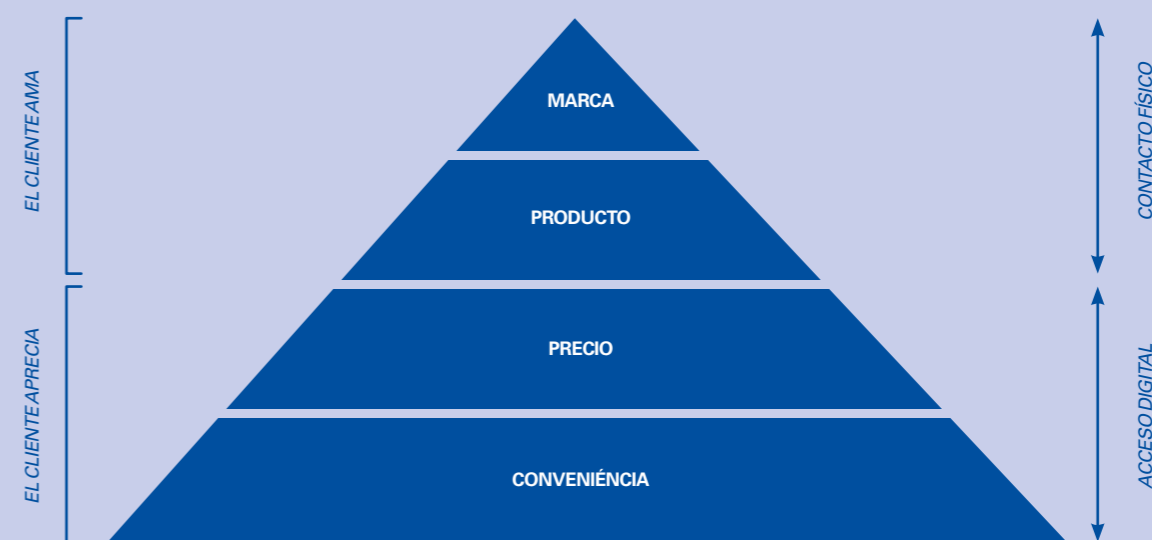 EL CLIENTE AMA
MARCA
CONTACTO FÍSICO
PRODUCTO
EL CLIENTE APRECIA
PRECIO
ACCESO DIGITAL
CONVENIÉNCIA